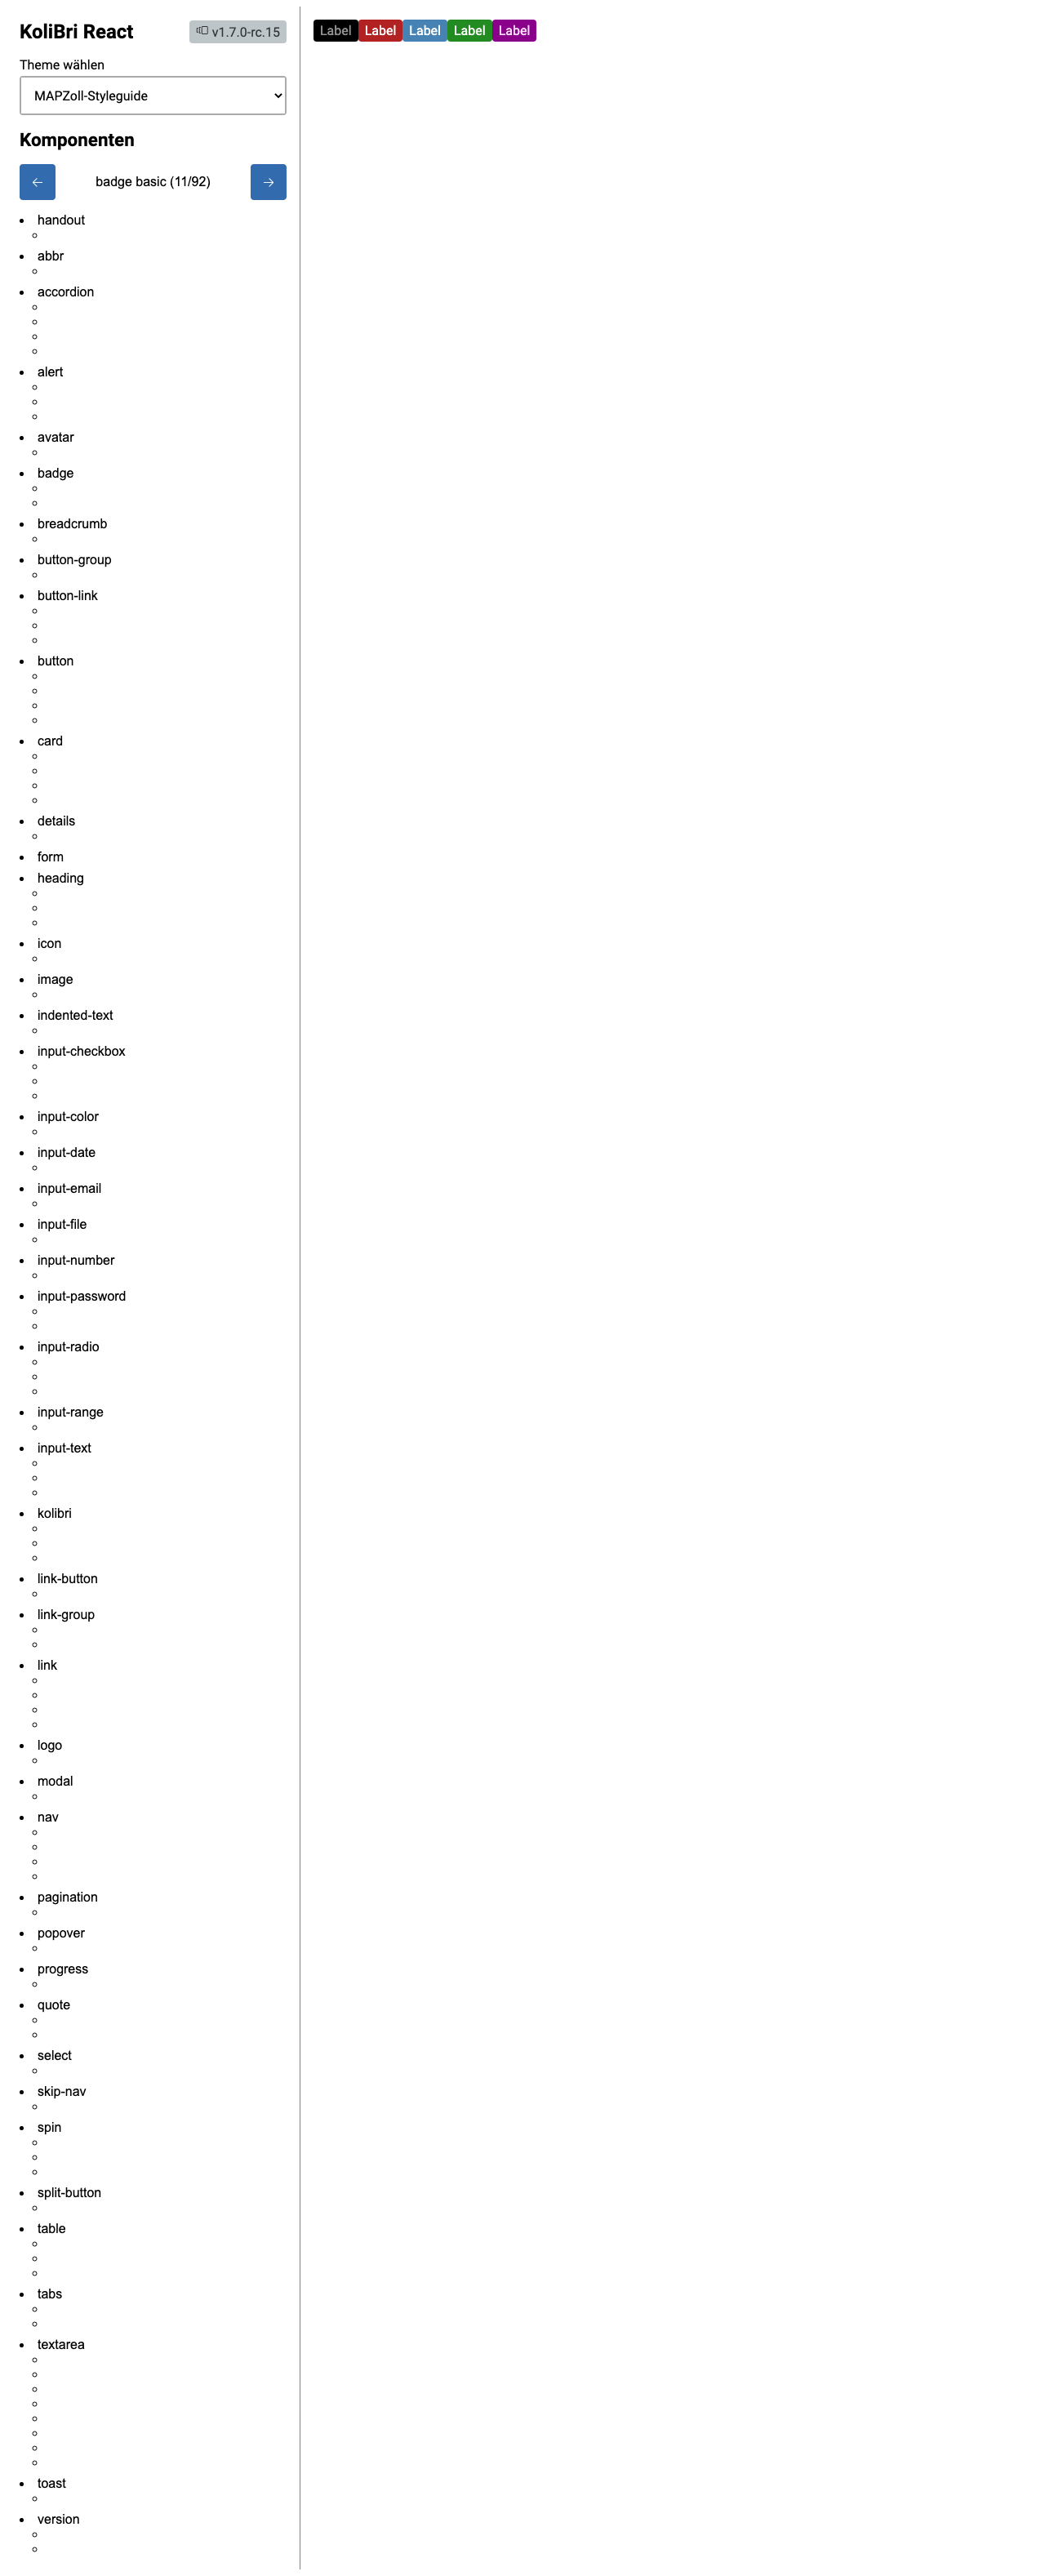 KoliBri React
v1.7.0-rc.15
Theme wählen
MAPZoll-Styleguide
Komponenten
← badge basic (11/92) →
handout
abbr
accordion
alert
avatar
badge
breadcrumb
button-group
button-link
button
card
details
form
heading
icon
image
indented-text
input-checkbox
input-color
input-date
input-email
input-file
input-number
input-password
input-radio
input-range
input-text
kolibri
link-button
link-group
link
logo
modal
nav
pagination
popover
progress
quote
select
skip-nav
spin
split-button
table
tabs
textarea
toast
version
Label Label Label Label Label